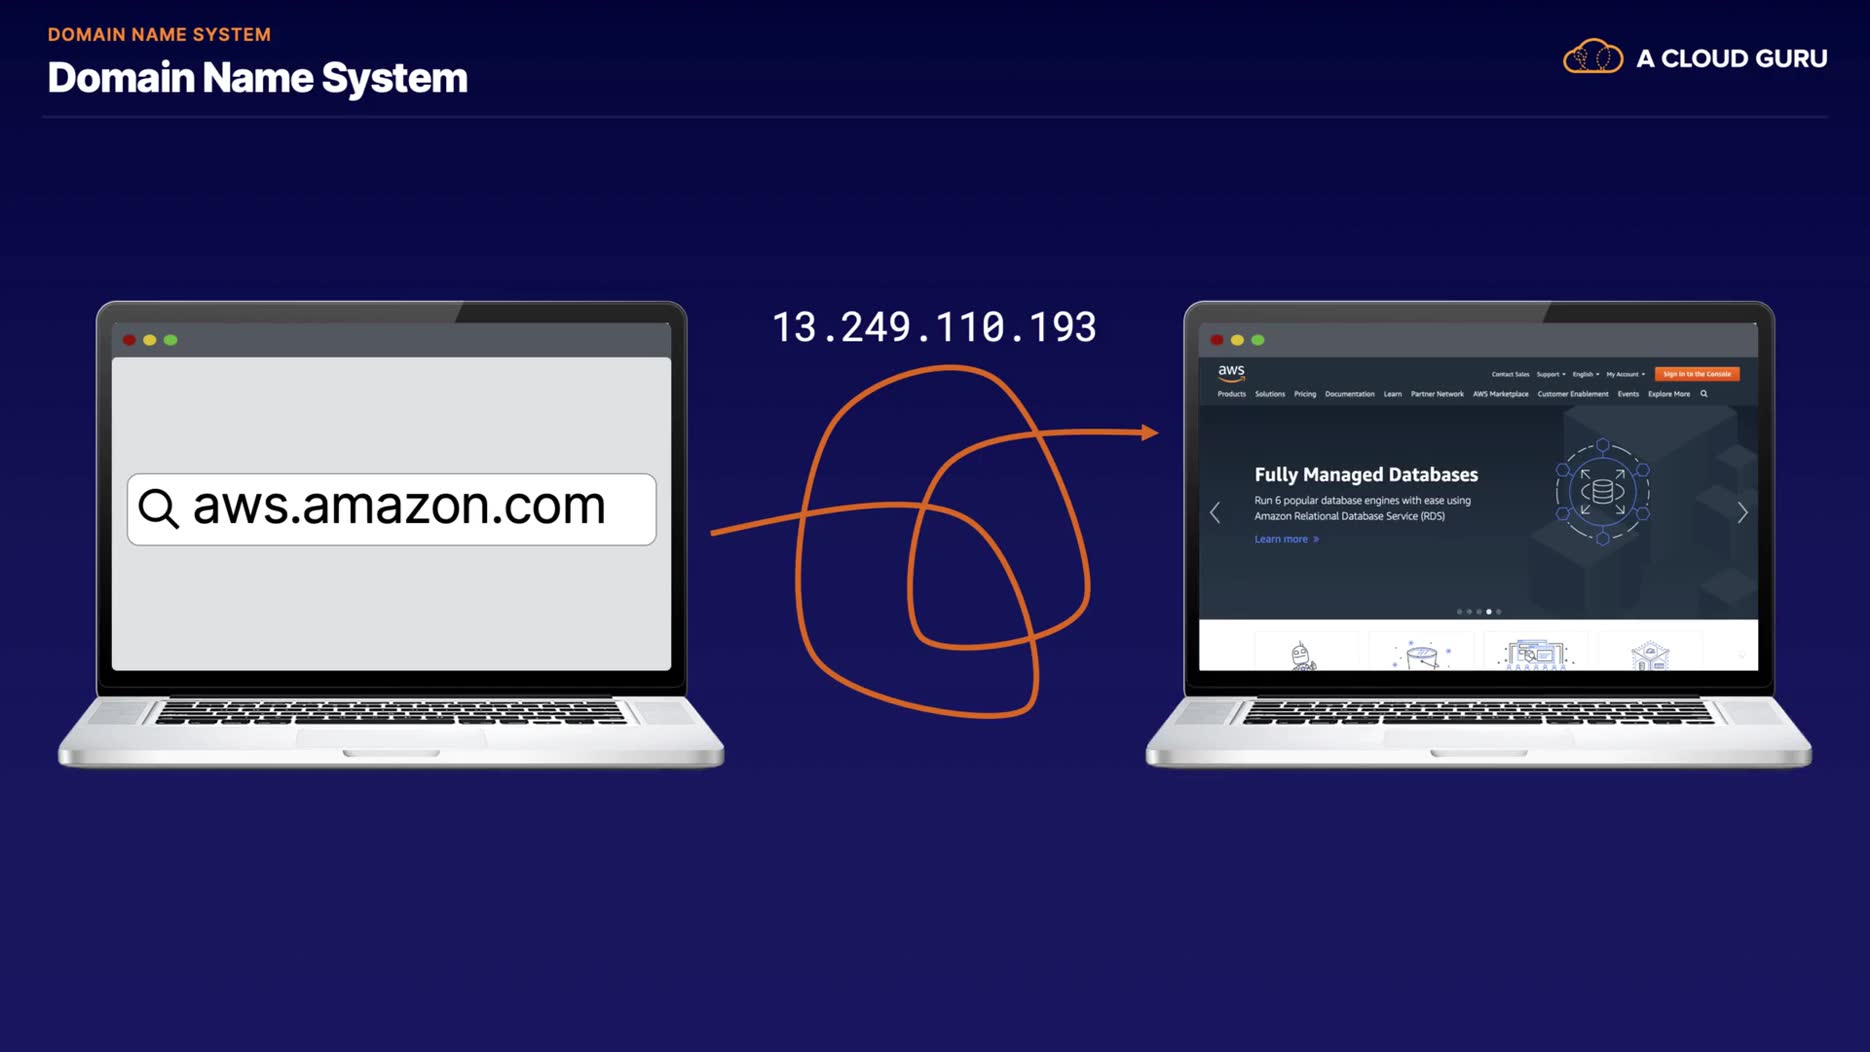 DOMAIN NAME SYSTEM
Domain Name System
A CLOUD GURU
13.249.110.193
aws.amazon.com
aws
Contact Sales Support English My Account Sign In to the Console
Products Solutions Pricing Documentation Learn Partner Network AWS Marketplace Customer Enablement Events Explore More
Fully Managed Databases
Run 6 popular database engines with ease using
Amazon Relational Database Service (RDS)
Learn more »